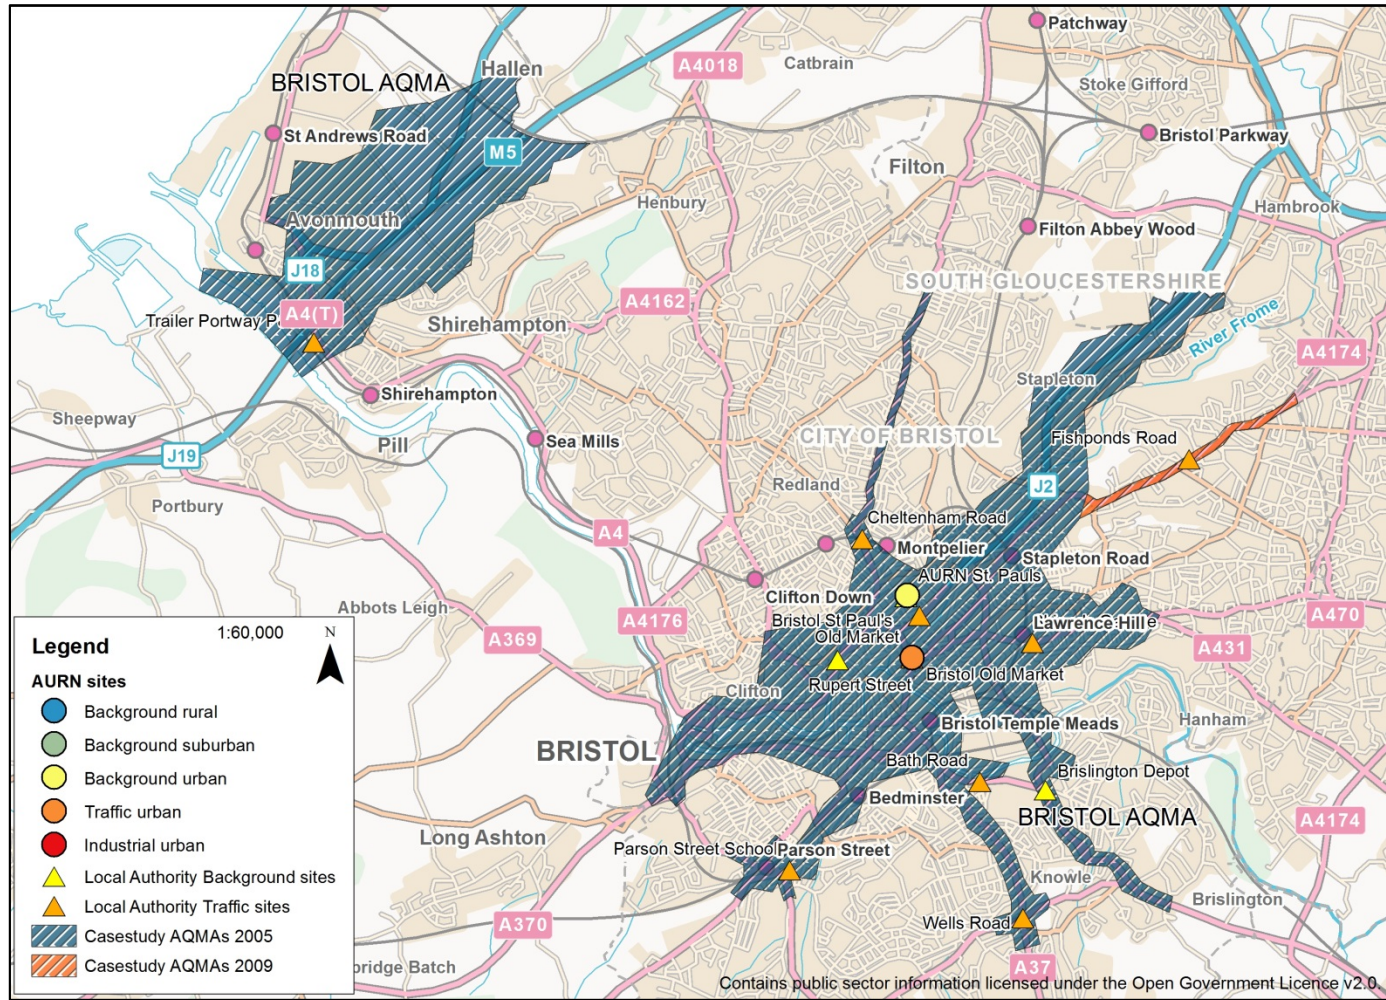 Patchway
A4018
Catbrain
Hallen
BRISTOL AQMA
Stoke Gifford
St Andrews Road
Bristol Parkway
M5
Filton
Henbury
Hambrook
Avonmouth
Filton Abbey Wood
J18
SOUTH GLOUCESTERSHIRE
A4162
A4(T)
Trailer Portway P
Shirehampton
River Frome
A4174
Stapleton
Shirehampton
Sheepway
Pill
Sea Mills
CITY OF BRISTOL
Fishponds Road
J19
Redland
J2
Portbury
Cheltenham Road
A4
Montpelier
Stapleton Road
AURN St. Pauls
Clifton Down
Abbots Leigh
A4176
Bristol St Paul's
Old Market
Lawrence Hill
e
A470
A369
A431
Rupert Street
Bristol Old Market
Clifton
Bristol Temple Meads
Hanham
BRISTOL
Bath Road
Brislington Depot
Bedminster
BRISTOL AQMA
A4174
Long Ashton
Parson Street School
Parson Street
Knowle
Brislington
A370
Wells Road
A37
bridge Batch
Contains public sector information licensed under the Open Government Licence v2.0.
1:60,000
N
Legend
AURN sites
Background rural
Background suburban
Background urban
Traffic urban
Industrial urban
Local Authority Background sites
Local Authority Traffic sites
Casestudy AQMAs 2005
Casestudy AQMAs 2009